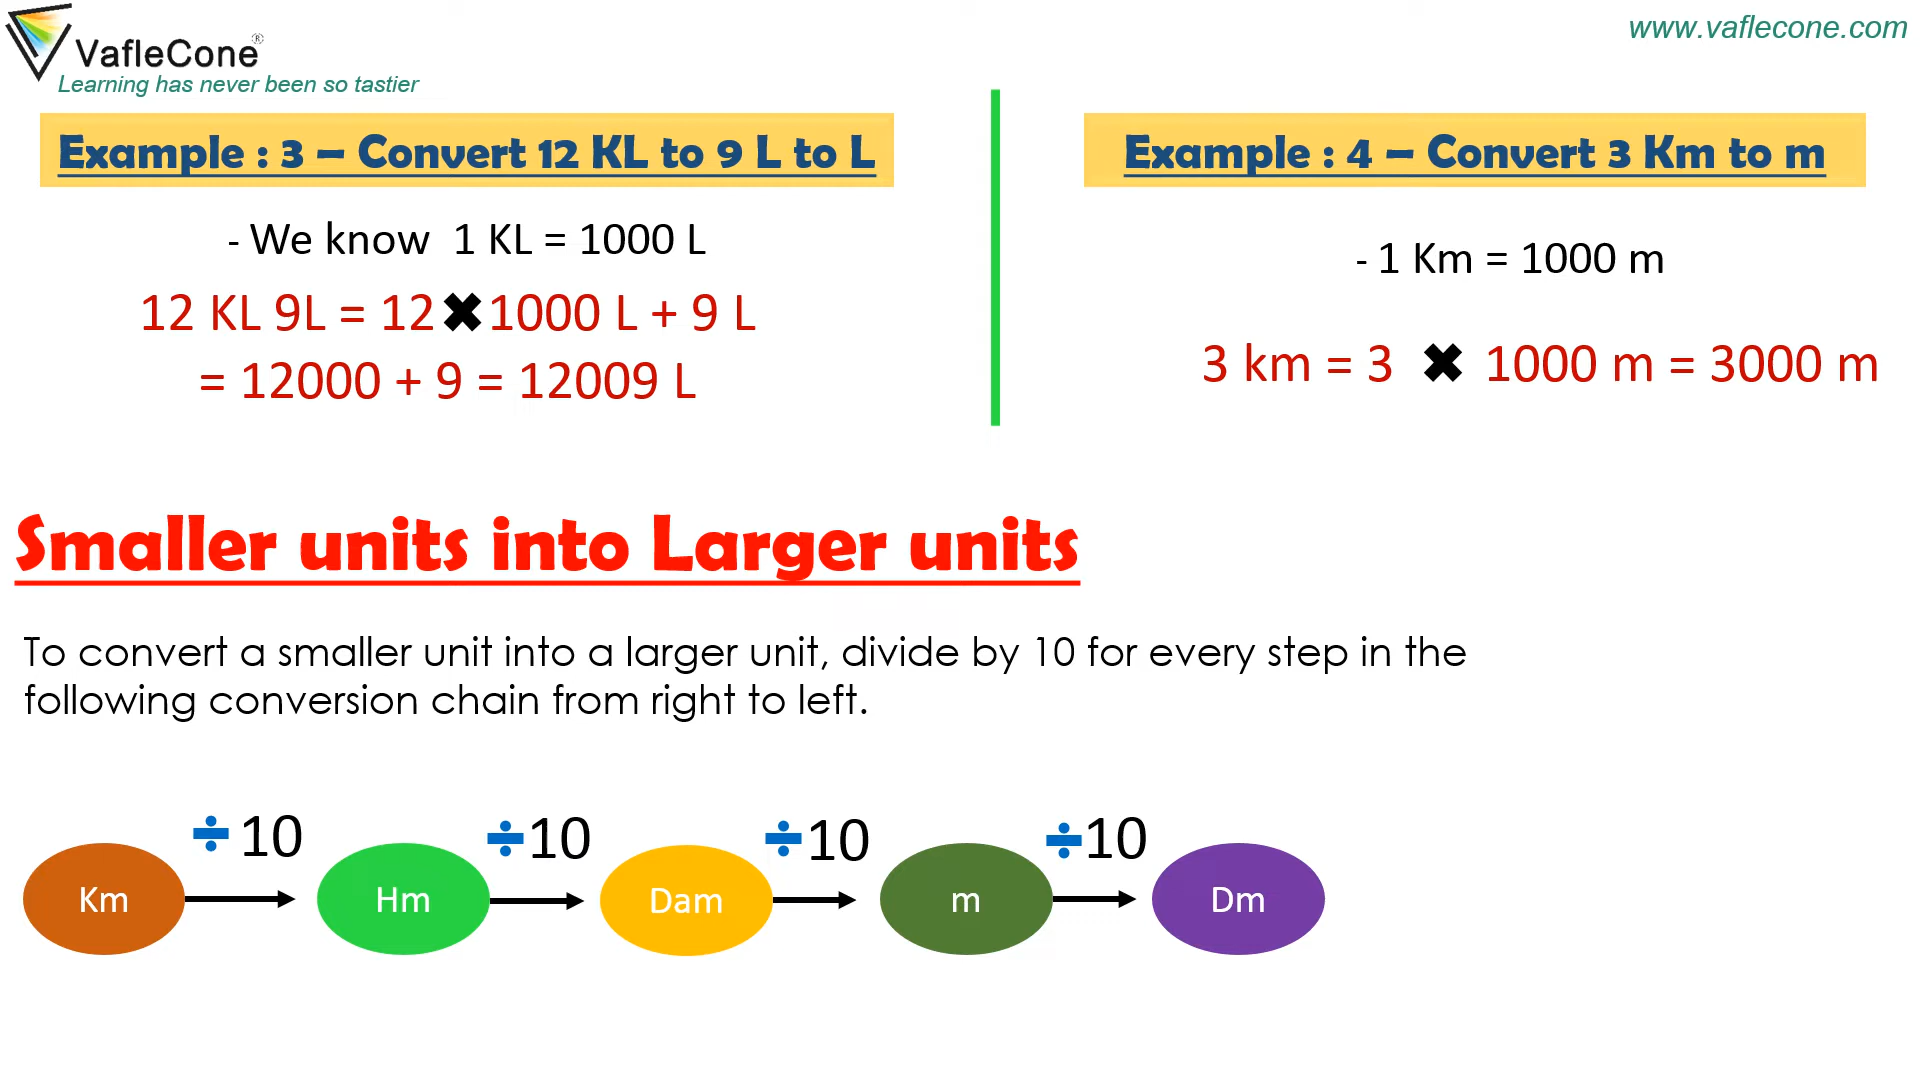 VafleCone®
Learning has never been so tastier
www.vaflecone.com
Example : 3 – Convert 12 KL to 9 L to L
- We know 1 KL = 1000 L
12 KL 9L = 12 ✖ 1000 L + 9 L
= 12000 + 9 = 12009 L
Example : 4 – Convert 3 Km to m
- 1 Km = 1000 m
3 km = 3 ✖ 1000 m = 3000 m
Smaller units into Larger units
To convert a smaller unit into a larger unit, divide by 10 for every step in the
following conversion chain from right to left.
÷10 ÷10 ÷10 ÷10
Km Hm Dam m Dm